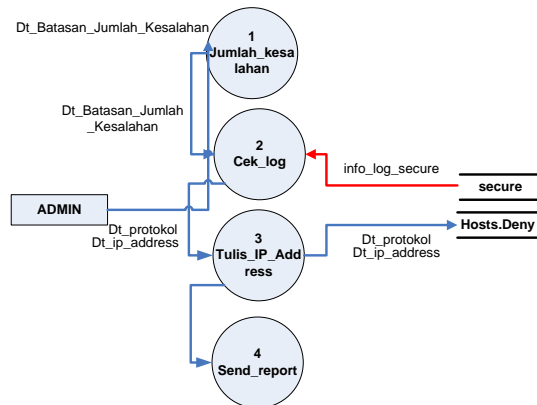 Dt_Batasan_Jumlah_Kesalahan
1
Jumlah_kesa
lahan
Dt_Batasan_Jumlah
_Kesalahan
2
Cek_log
info_log_secure
secure
ADMIN
Dt_protokol
Dt_ip_address
3
Tulis_IP_Add
ress
Hosts.Deny
Dt_protokol
Dt_ip_address
4
Send_report